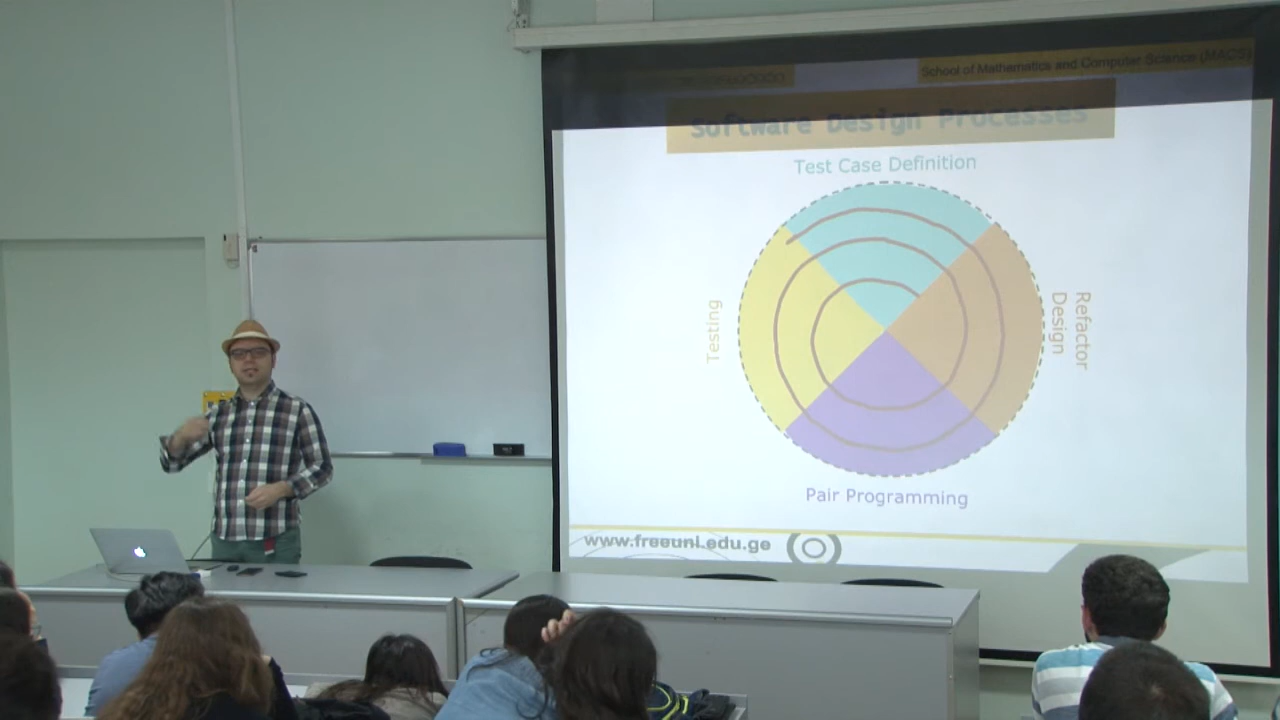 School of Mathematics and Computer Science (MACS)
Software Design Processes
Test Case Definition
Testing
Refactor
Design
Pair Programming
www.freeuni.edu.ge